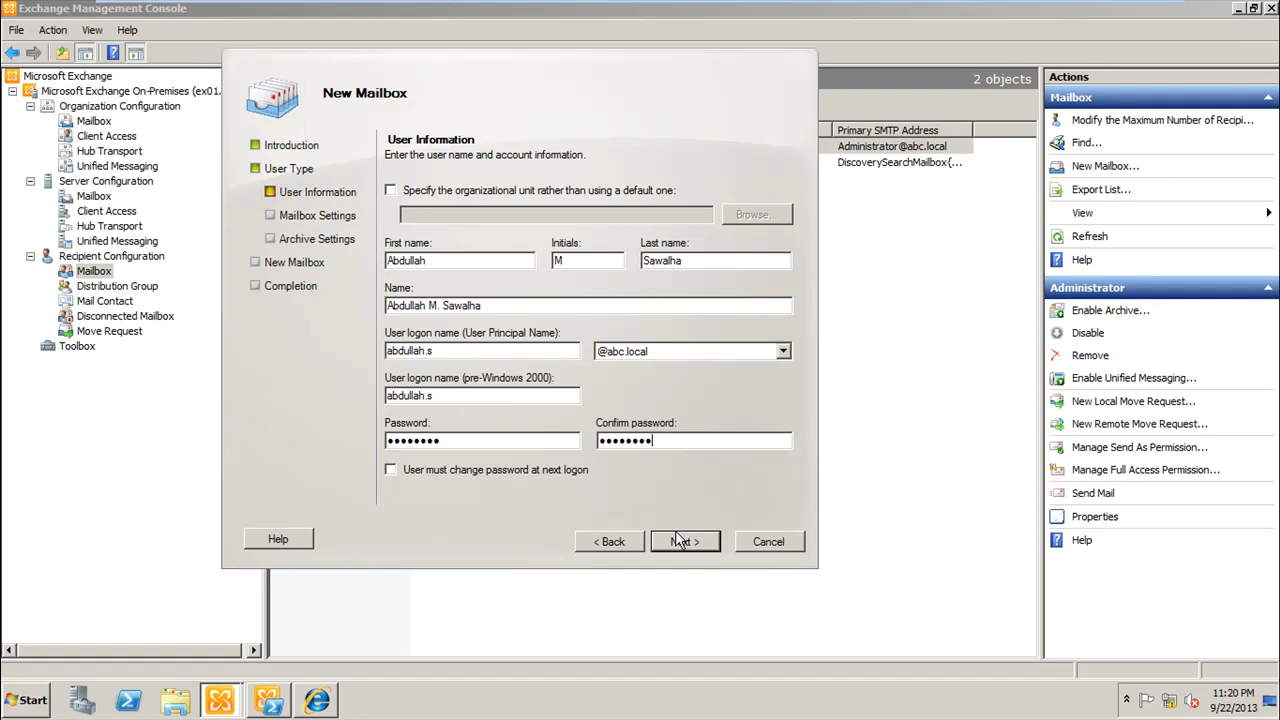 Exchange Management Console
File Action View Help
Microsoft Exchange
Microsoft Exchange On-Premises (ex01.
Organization Configuration
Mailbox
Client Access
Hub Transport
Unified Messaging
Server Configuration
Mailbox
Client Access
Hub Transport
Unified Messaging
Recipient Configuration
Mailbox
Distribution Group
Mail Contact
Disconnected Mailbox
Move Request
Toolbox
New Mailbox
Introduction
User Type
User Information
Mailbox Settings
Archive Settings
New Mailbox
Completion
User Information
Enter the user name and account information.
Specify the organizational unit rather than using a default one:
Browse...
First name: Initials: Last name:
Abdullah M Sawalha
Name:
Abdullah M. Sawalha
User logon name (User Principal Name):
abdullah.s @abc.local
User logon name (pre-Windows 2000):
abdullah.s
Password: Confirm password:
User must change password at next logon
Help < Back Next > Cancel
2 objects
Primary SMTP Address
Administrator@abc.local
DiscoverySearchMailbox{...
Actions
Mailbox
Modify the Maximum Number of Recipi...
Find...
New Mailbox...
Export List...
View
Refresh
Help
Administrator
Enable Archive...
Disable
Remove
Enable Unified Messaging...
New Local Move Request...
New Remote Move Request...
Manage Send As Permission...
Manage Full Access Permission...
Send Mail
Properties
Help
Start
11:20 PM
9/22/2013